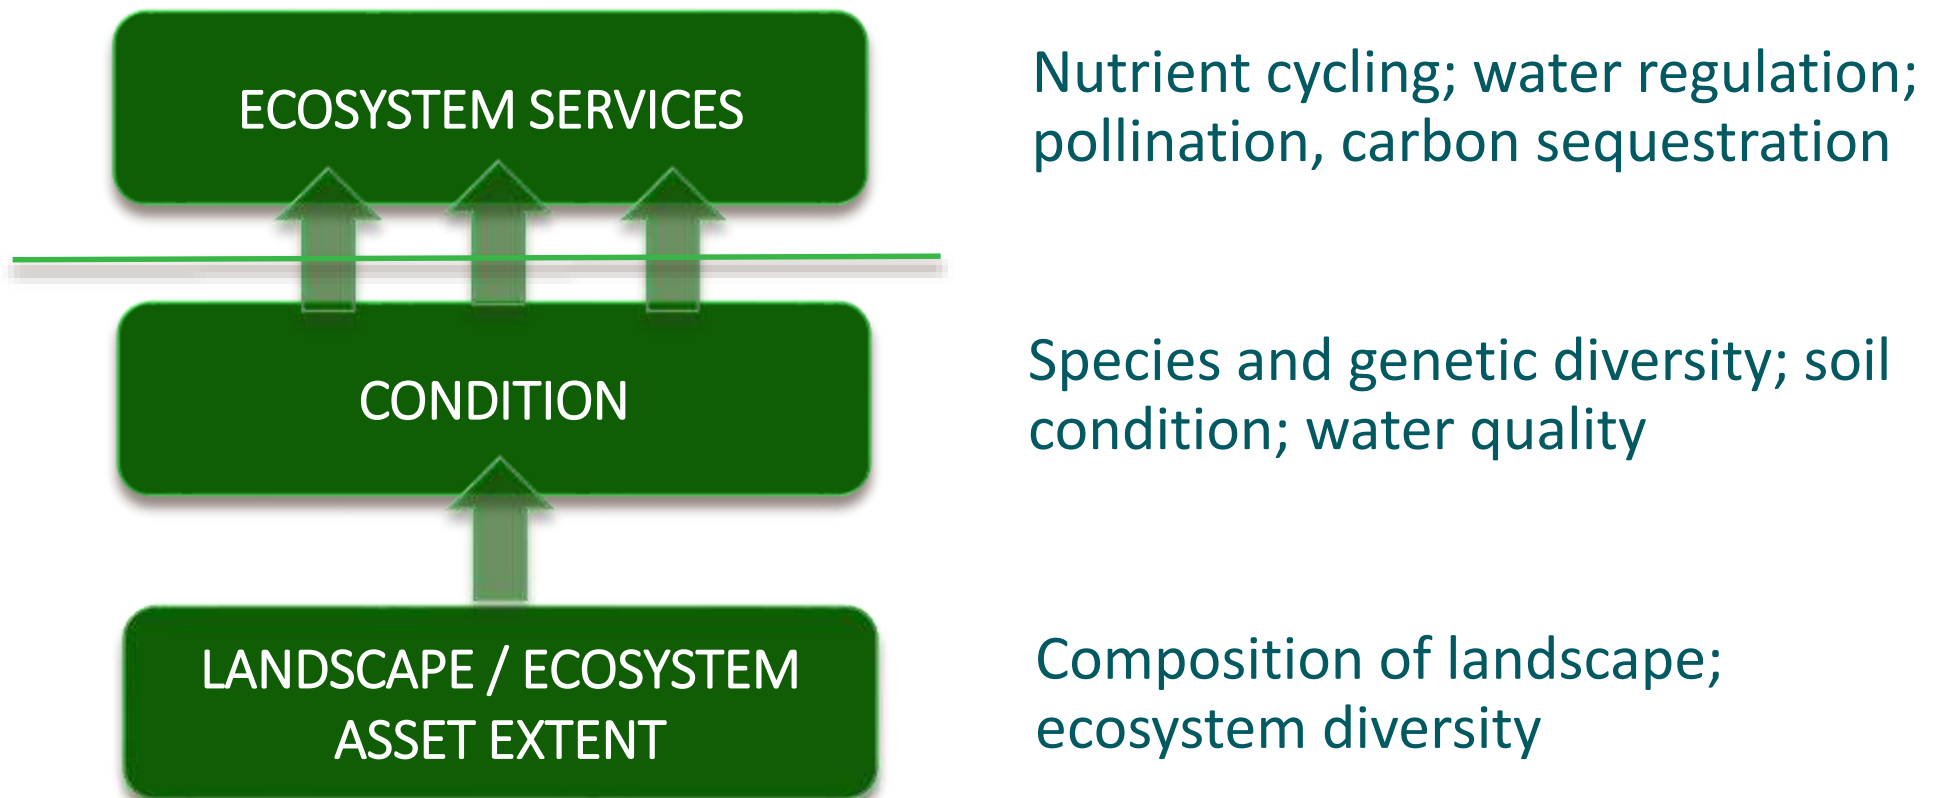 ECOSYSTEM SERVICES
Nutrient cycling; water regulation;
pollination, carbon sequestration
CONDITION
Species and genetic diversity; soil
condition; water quality
LANDSCAPE / ECOSYSTEM
ASSET EXTENT
Composition of landscape;
ecosystem diversity